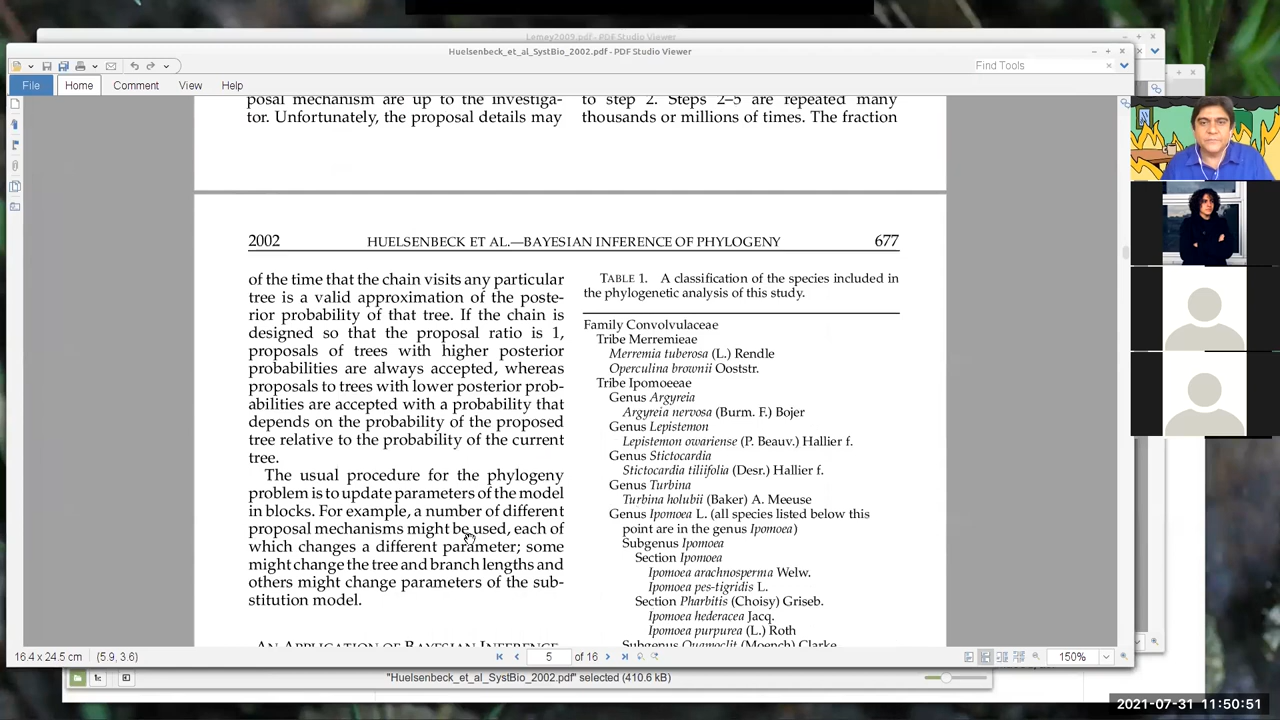 Lemey2009.pdf - PDF Studio Viewer
Huelsenbeck_et_al_SystBio_2002.pdf - PDF Studio Viewer
Find Tools
File Home Comment View Help
posal mechanism are up to the investiga-
tor. Unfortunately, the proposal details may
to step 2. Steps 2–5 are repeated many
thousands or millions of times. The fraction
2002 HUELSENBECK ET AL.—BAYESIAN INFERENCE OF PHYLOGENY 677
of the time that the chain visits any particular
tree is a valid approximation of the poste-
rior probability of that tree. If the chain is
designed so that the proposal ratio is 1,
proposals of trees with higher posterior
probabilities are always accepted, whereas
proposals to trees with lower posterior prob-
abilities are accepted with a probability that
depends on the probability of the proposed
tree relative to the probability of the current
tree.
The usual procedure for the phylogeny
problem is to update parameters of the model
in blocks. For example, a number of different
proposal mechanisms might be used, each of
which changes a different parameter; some
might change the tree and branch lengths and
others might change parameters of the sub-
stitution model.
AN APPLICATION OF BAYESIAN INFERENCE
TABLE 1. A classification of the species included in
the phylogenetic analysis of this study.
Family Convolvulaceae
Tribe Merremieae
Merremia tuberosa (L.) Rendle
Operculina brownii Ooststr.
Tribe Ipomoeeae
Genus Argyreia
Argyreia nervosa (Burm. F.) Bojer
Genus Lepistemon
Lepistemon owariense (P. Beauv.) Hallier f.
Genus Stictocardia
Stictocardia tiliifolia (Desr.) Hallier f.
Genus Turbina
Turbina holubii (Baker) A. Meeuse
Genus Ipomoea L. (all species listed below this
point are in the genus Ipomoea)
Subgenus Ipomoea
Section Ipomoea
Ipomoea arachnosperma Welw.
Ipomoea pes-tigridis L.
Section Pharbitis (Choisy) Griseb.
Ipomoea hederacea Jacq.
Ipomoea purpurea (L.) Roth
Subgenus Quamoclit (Moench) Clarke
16.4 x 24.5 cm (5.9, 3.6) 5 of 16 150%
"Huelsenbeck_et_al_SystBio_2002.pdf" selected (410.6 kB)
2021-07-31 11:50:51